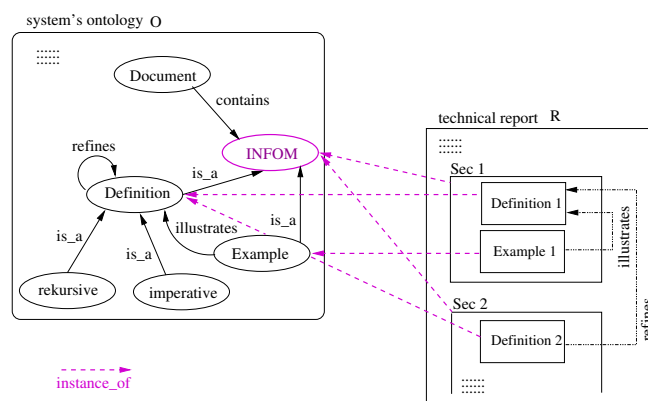 system's ontology O
Document
contains
refines
INFOM
is_a
Definition
illustrates
is_a
is_a
is_a
Example
rekursive
imperative
instance_of
technical report R
Sec 1
Definition 1
Example 1
illustrates
Sec 2
Definition 2
refines